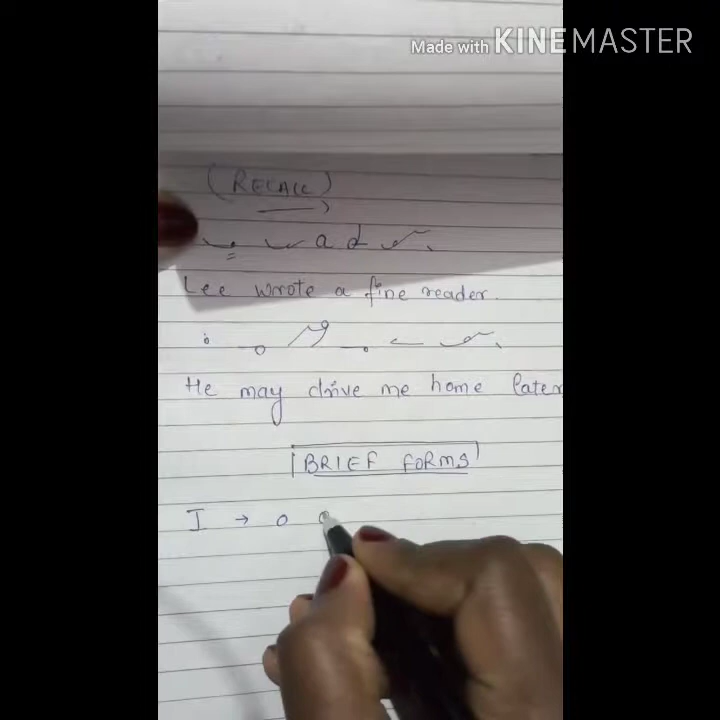 Made with KINEMASTER
(RECALL)
Lee wrote a fine reader.
He may drive me home later
BRIEF FORMS
I → o